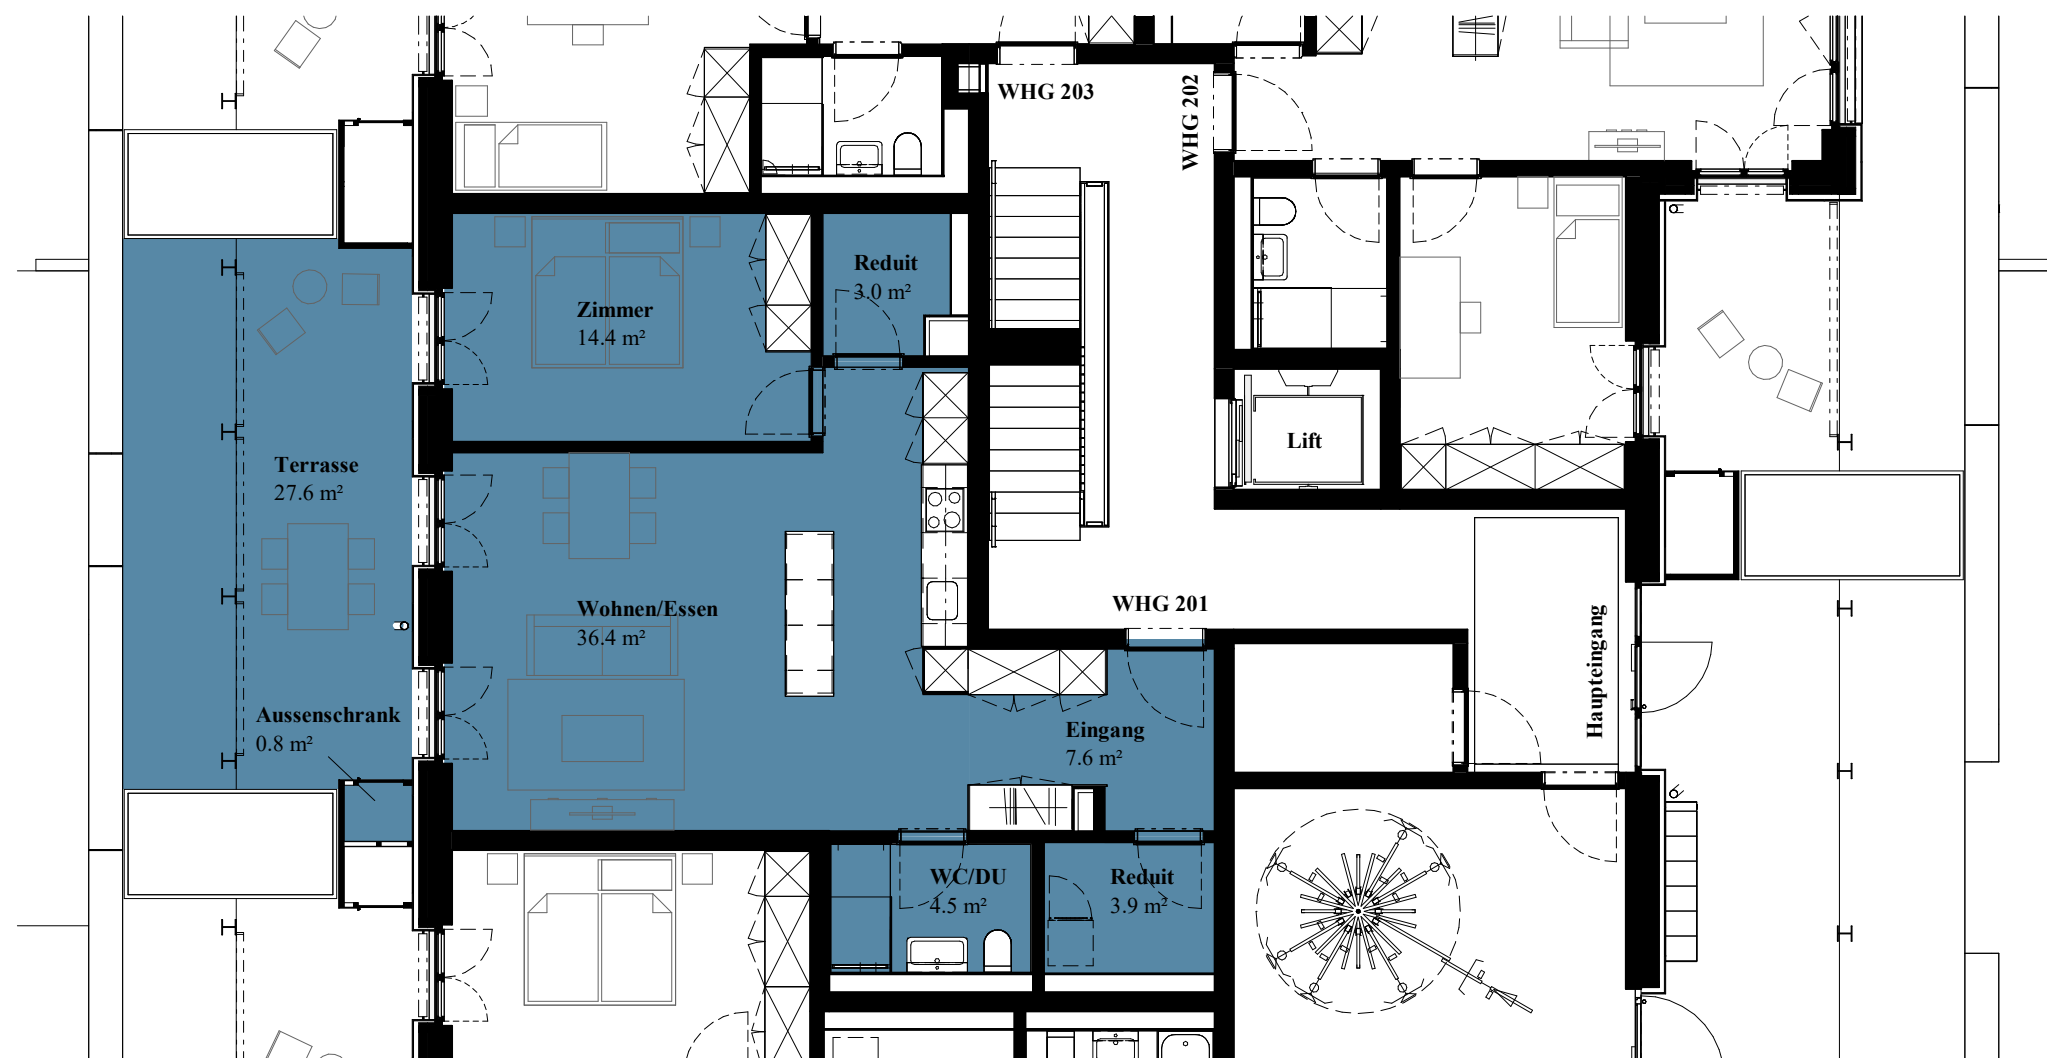 WHG 203
WHG 202
Reduit
3.0 m²
Zimmer
14.4 m²
Lift
Terrasse
27.6 m²
Wohnen/Essen
36.4 m²
WHG 201
Haupteingang
Aussenschrank
0.8 m²
Eingang
7.6 m²
WC/DU
4.5 m²
Reduit
3.9 m²